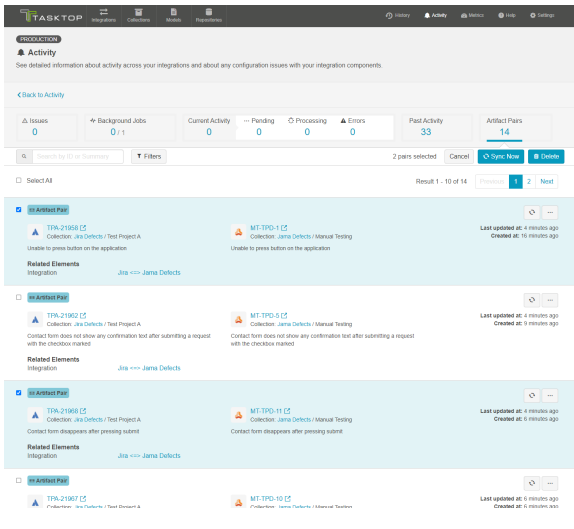 TASKTOP
Integrations Collections Models Repositories
History Activity Metrics Help Settings
PRODUCTION
Activity
See detailed information about activity across your integrations and about any configuration issues with your integration components.
Back to Activity
Issues Background Jobs Current Activity Pending Processing Errors Past Activity Artifact Pairs
0 0 / 1 0 0 0 33 14
Search by ID or Summary Filters 2 pairs selected Cancel Sync Now Delete
Select All Result 1 - 10 of 14 Previous 1 2 Next
Artifact Pair
TPA-21958 MT-TPD-1 Last updated at: 4 minutes ago
Collection: Jira Defects / Test Project A Collection: Jama Defects / Manual Testing Created at: 16 minutes ago
Unable to press button on the application Unable to press button on the application
Related Elements
Integration Jira <=> Jama Defects
Artifact Pair
TPA-21962 MT-TPD-5 Last updated at: 4 minutes ago
Collection: Jira Defects / Test Project A Collection: Jama Defects / Manual Testing Created at: 9 minutes ago
Contact form does not show any confirmation text after submitting a request Contact form does not show any confirmation text after submitting a request
with the checkbox marked with the checkbox marked
Related Elements
Integration Jira <=> Jama Defects
Artifact Pair
TPA-21968 MT-TPD-11 Last updated at: 4 minutes ago
Collection: Jira Defects / Test Project A Collection: Jama Defects / Manual Testing Created at: 6 minutes ago
Contact form disappears after pressing submit Contact form disappears after pressing submit
Related Elements
Integration Jira <=> Jama Defects
Artifact Pair
TPA-21967 MT-TPD-10 Last updated at: 6 minutes ago
Collection: Jira Defects / Test Project A Collection: Jama Defects / Manual Testing Created at: 6 minutes ago